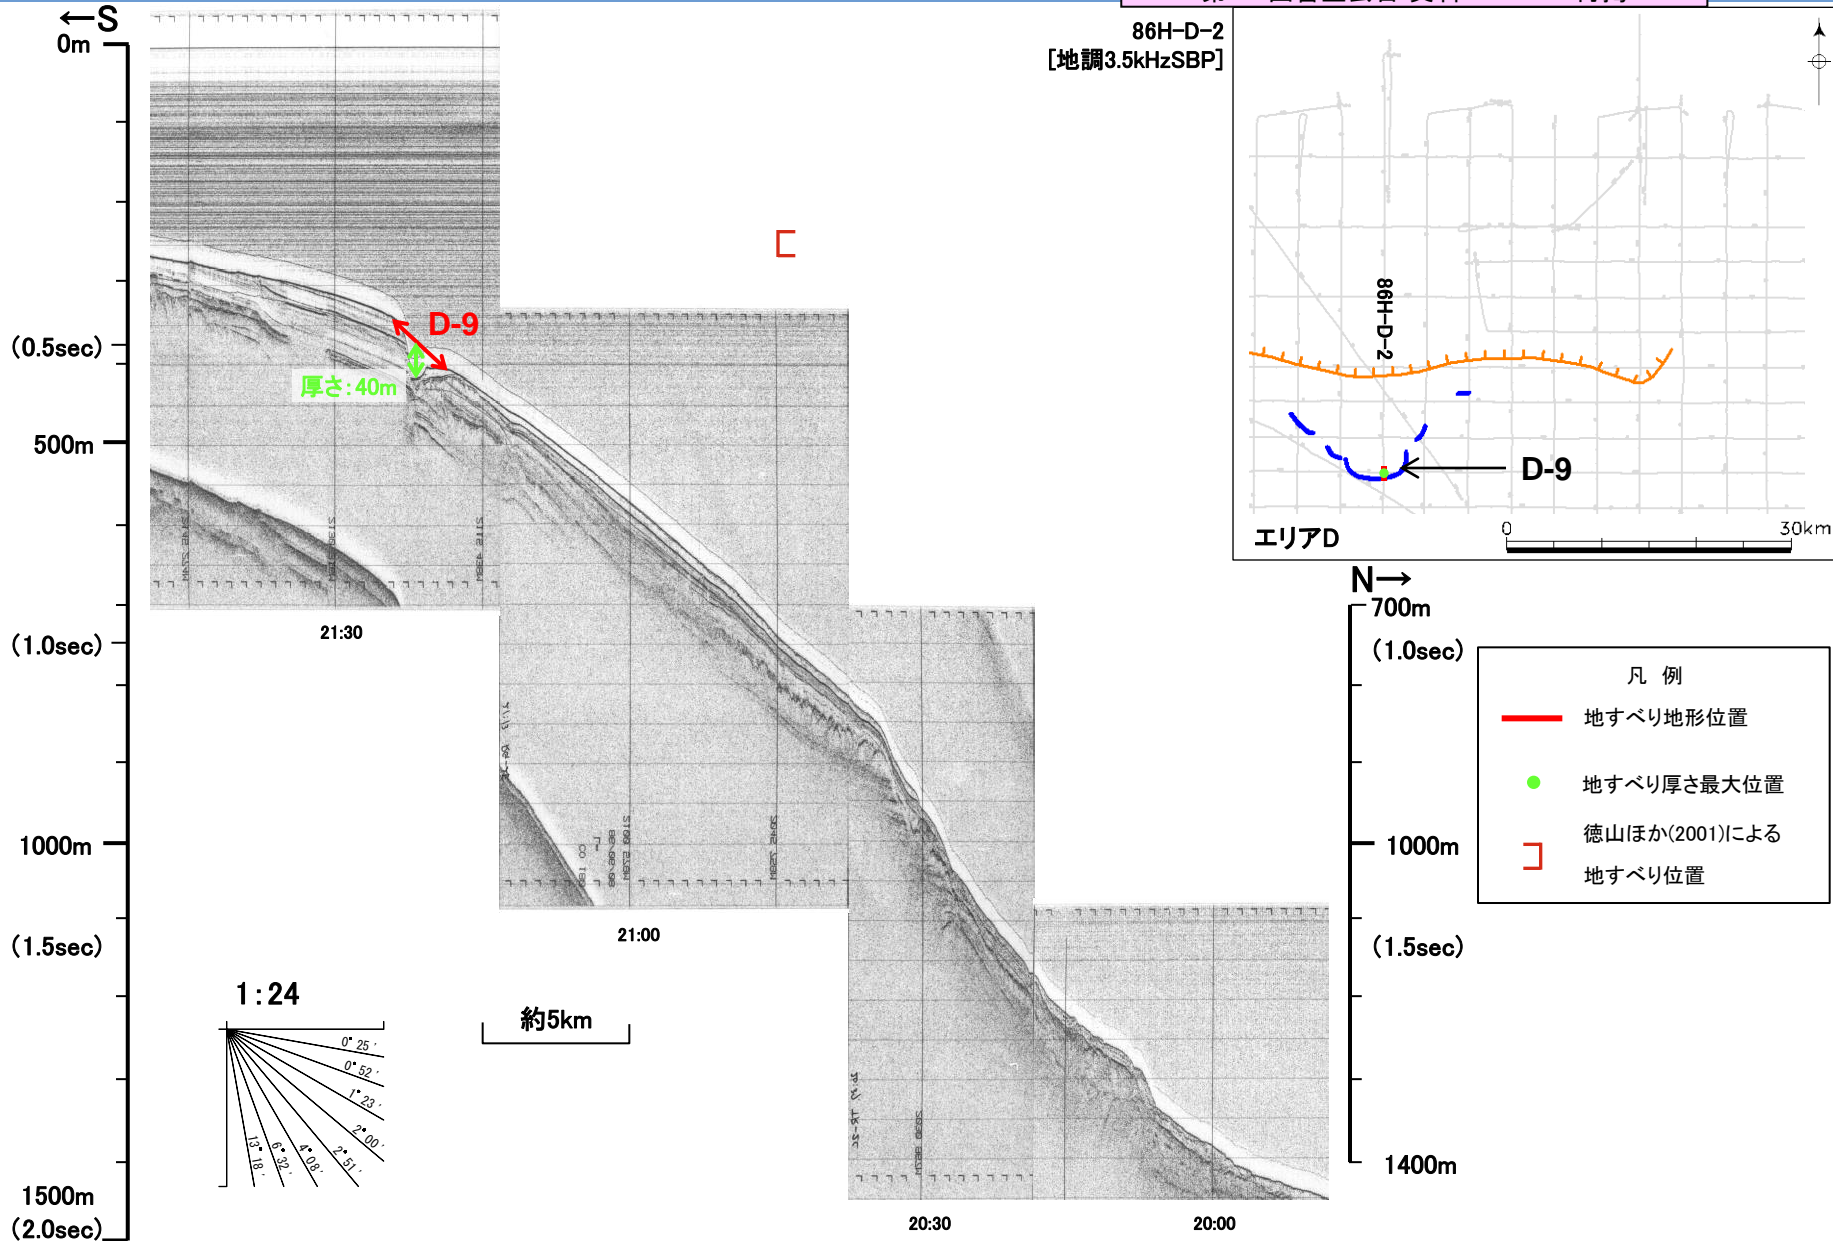 ←S
0m
(0.5sec)
500m
(1.0sec)
1000m
(1.5sec)
1500m
(2.0sec)
86H-D-2
[地調3.5kHzSBP]
D-9
厚さ:40m
21:30
21:00
20:30
20:00
1:24
0°25′
0°52′
1°23′
2°00′
2°51′
4°08′
6°32′
13°18′
約5km
86H-D-2
D-9
エリアD
0
30km
N→
700m
(1.0sec)
1000m
(1.5sec)
1400m
凡 例
地すべり地形位置
地すべり厚さ最大位置
徳山ほか(2001)による
地すべり位置